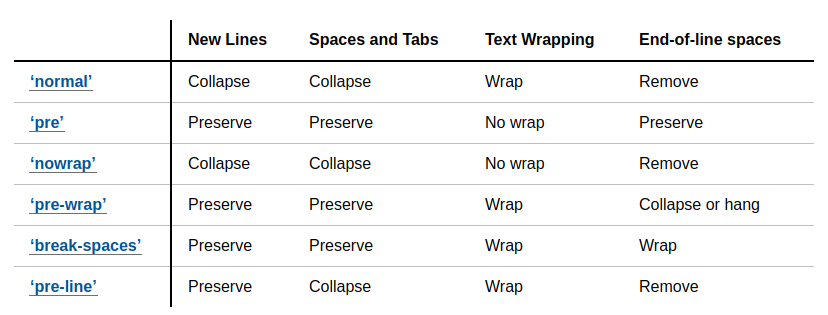 New Lines Spaces and Tabs Text Wrapping End-of-line spaces
‘normal’ Collapse Collapse Wrap Remove
‘pre’ Preserve Preserve No wrap Preserve
‘nowrap’ Collapse Collapse No wrap Remove
‘pre-wrap’ Preserve Preserve Wrap Collapse or hang
‘break-spaces’ Preserve Preserve Wrap Wrap
‘pre-line’ Preserve Collapse Wrap Remove